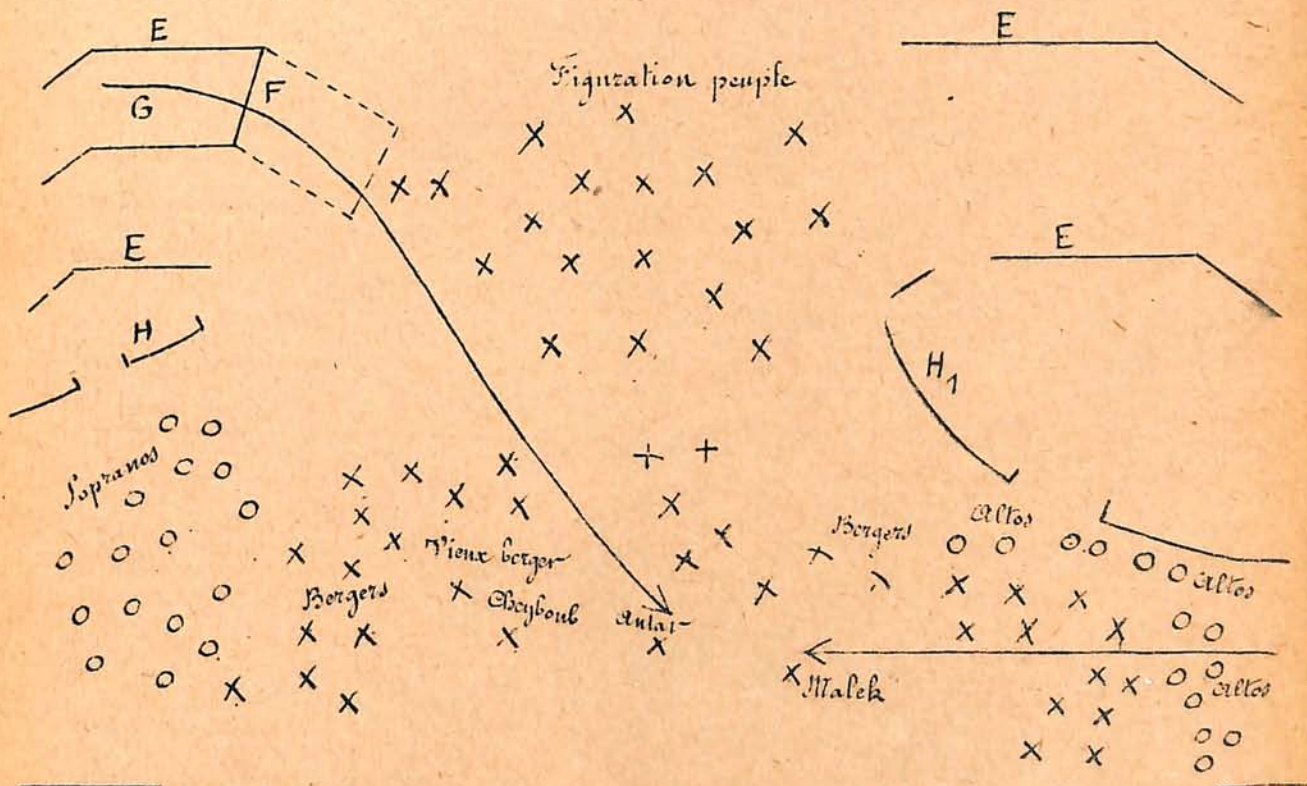 E
E
Figuration peuple
F
G
E
E
H
H1
Sopranos
Altos
Bergers
Vieux berger
Altos
Bergers
Cheyboub
Antar
Malek
Altos